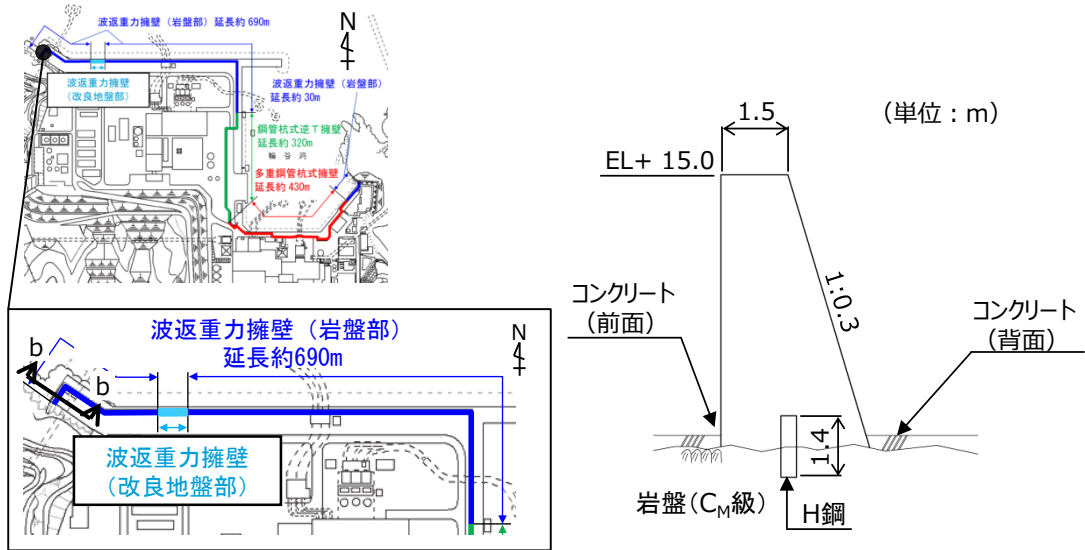 波返重力擁壁（岩盤部）延長約 690m
N
波返重力擁壁
（改良地盤部）
波返重力擁壁（岩盤部）
延長約 30m
鋼管杭式逆Ｔ擁壁
延長約 320m
輪谷湾
多重鋼管杭式擁壁
延長約 430m
波返重力擁壁（岩盤部）
延長約690m
N
b
b
波返重力擁壁
（改良地盤部）
（単位：m）
1.5
EL+ 15.0
1:0.3
コンクリート
（前面）
コンクリート
（背面）
1.4
岩盤（CM級）
H鋼